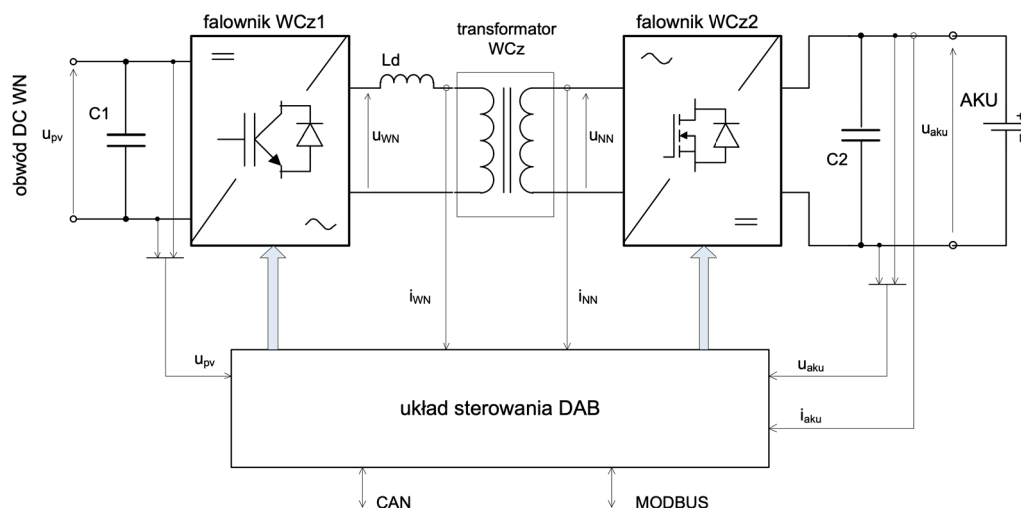 falownik WCz1
transformator
WCz
falownik WCz2
obwód DC WN
upv
C1
Ld
uWN
uNN
C2
uaku
AKU
+
iWN
iNN
upv
uaku
iaku
układ sterowania DAB
CAN
MODBUS